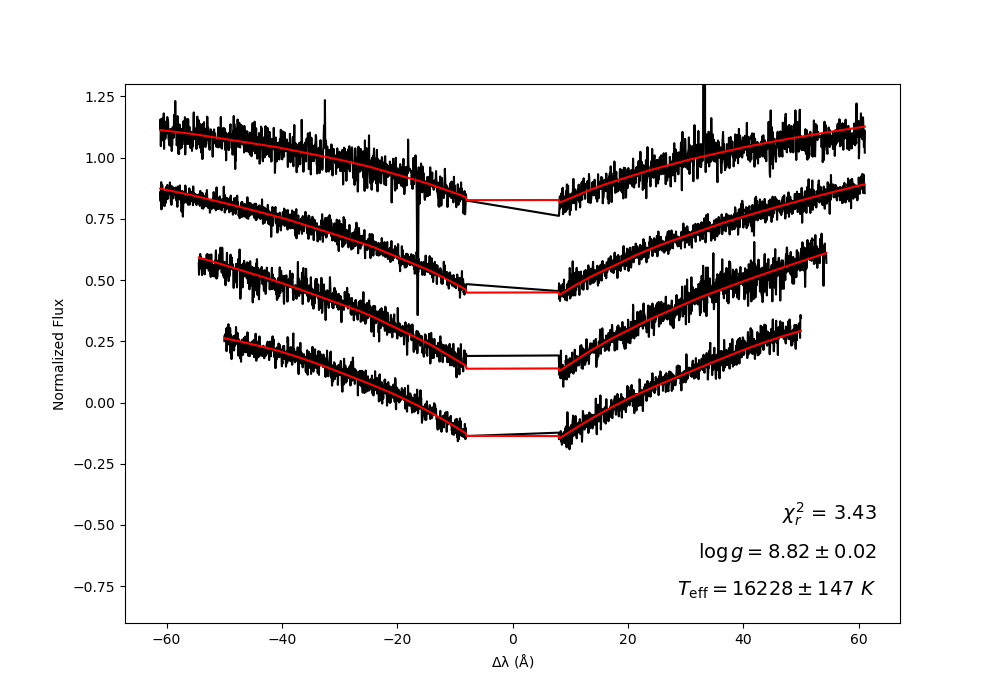 1.25
1.00
0.75
0.50
0.25
0.00
−0.25
−0.50
−0.75
Normalized Flux
χ²ᵣ = 3.43
log g = 8.82 ± 0.02
T_eff = 16228 ± 147 K
−60 −40 −20 0 20 40 60
Δλ (Å)